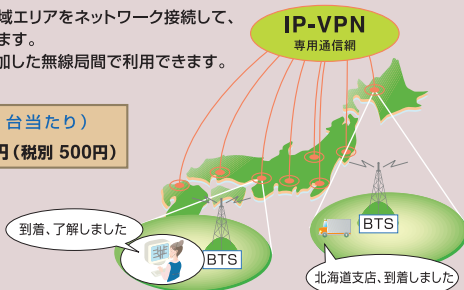 域エリアをネットワーク接続して、
ます。
加した無線局間で利用できます。
IP-VPN
専用通信網
台当たり）
円（税別 500円）
到着、了解しました
BTS
BTS
北海道支店、到着しました